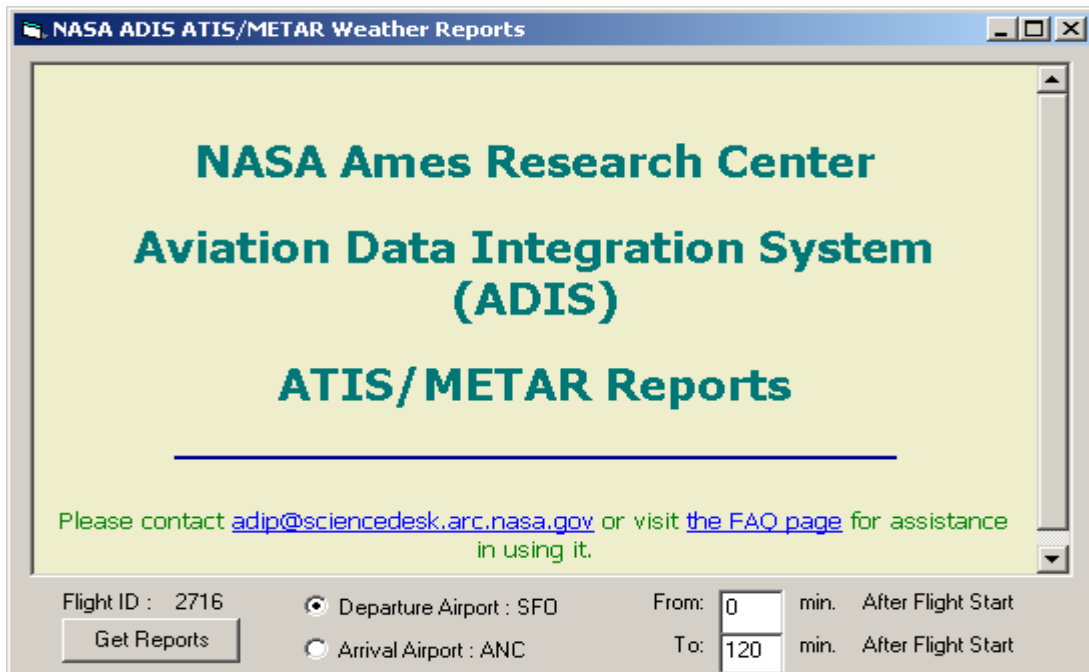 NASA ADIS ATIS/METAR Weather Reports
NASA Ames Research Center
Aviation Data Integration System
(ADIS)
ATIS/METAR Reports
Please contact adip@sciencedesk.arc.nasa.gov or visit the FAQ page for assistance
in using it.
Flight ID : 2716
Departure Airport : SFO
From: 0 min. After Flight Start
Get Reports
Arrival Airport : ANC
To: 120 min. After Flight Start